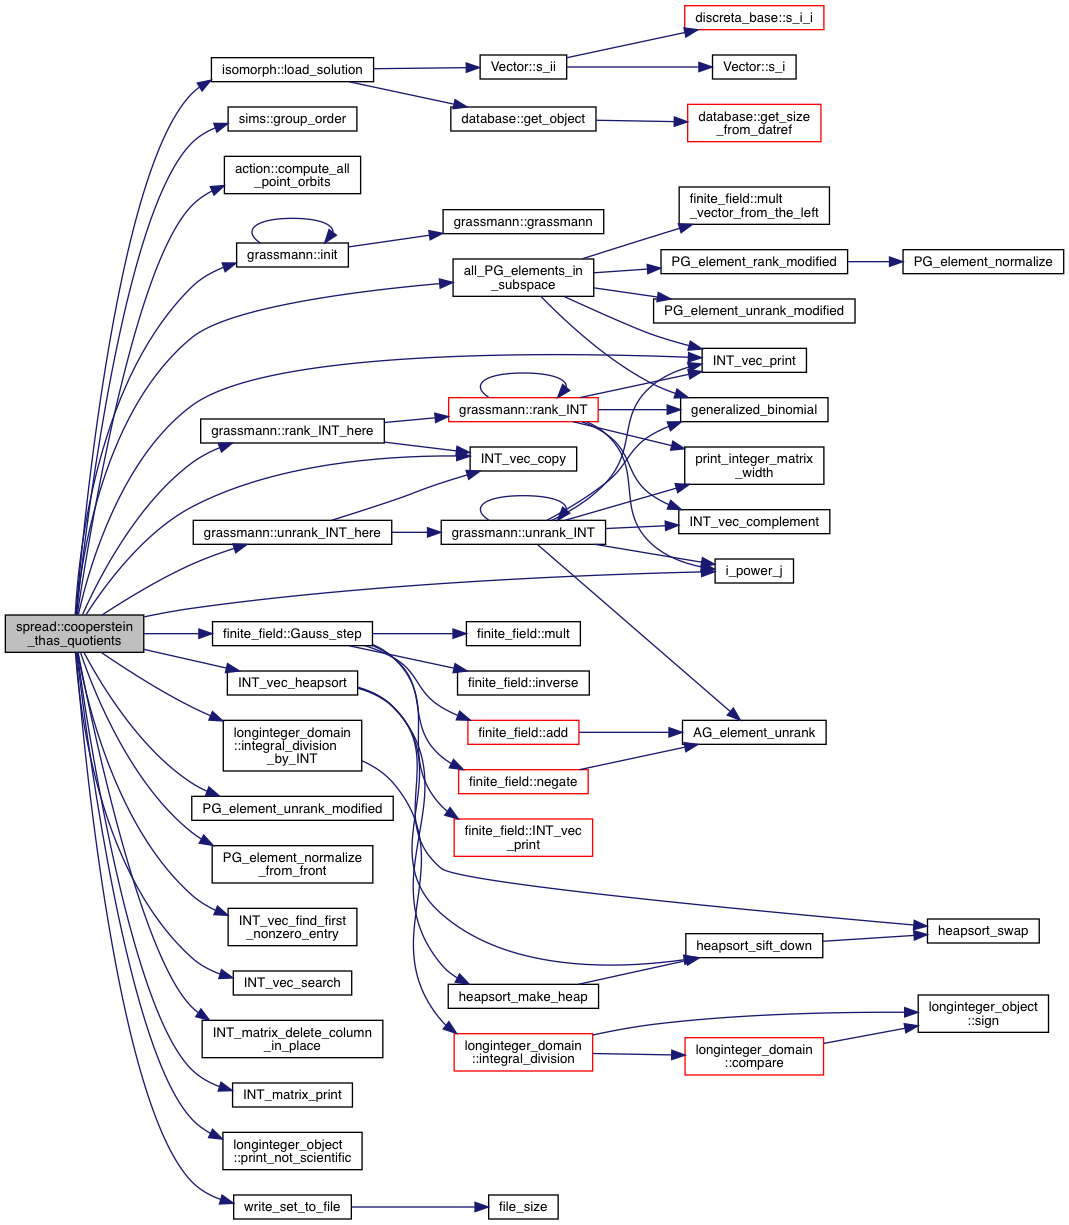 discreta_base::s_i_i
isomorph::load_solution
Vector::s_ii
Vector::s_i
sims::group_order
database::get_object
database::get_size
_from_datref
action::compute_all
_point_orbits
finite_field::mult
_vector_from_the_left
grassmann::grassmann
grassmann::init
all_PG_elements_in
_subspace
PG_element_rank_modified
PG_element_normalize
PG_element_unrank_modified
INT_vec_print
grassmann::rank_INT
generalized_binomial
grassmann::rank_INT_here
INT_vec_copy
print_integer_matrix
_width
grassmann::unrank_INT_here
grassmann::unrank_INT
INT_vec_complement
i_power_j
spread::cooperstein
_thas_quotients
finite_field::Gauss_step
finite_field::mult
INT_vec_heapsort
finite_field::inverse
longinteger_domain
::integral_division
_by_INT
finite_field::add
AG_element_unrank
finite_field::negate
PG_element_unrank_modified
finite_field::INT_vec
_print
PG_element_normalize
_from_front
INT_vec_find_first
_nonzero_entry
heapsort_swap
heapsort_sift_down
INT_vec_search
heapsort_make_heap
longinteger_object
::sign
INT_matrix_delete_column
_in_place
longinteger_domain
::integral_division
longinteger_domain
::compare
INT_matrix_print
longinteger_object
::print_not_scientific
write_set_to_file
file_size